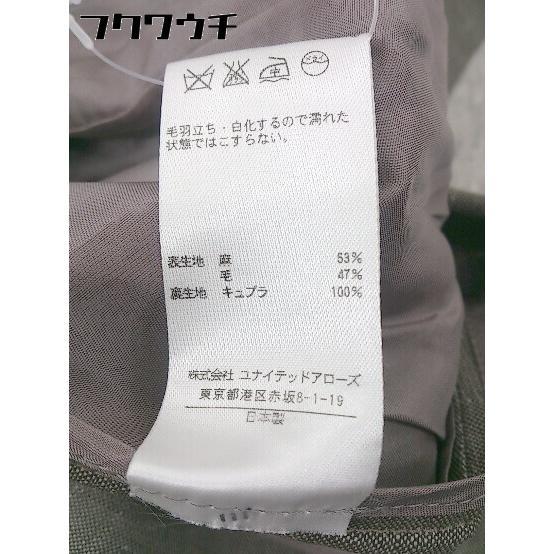 フクワウチ
中
毛羽立ち・白化するので濡れた
状態ではこすらない。
表生地 麻 53%
毛 47%
裏生地 キュプラ 100%
株式会社 ユナイテッドアローズ
東京都港区赤坂8-1-19
日本製